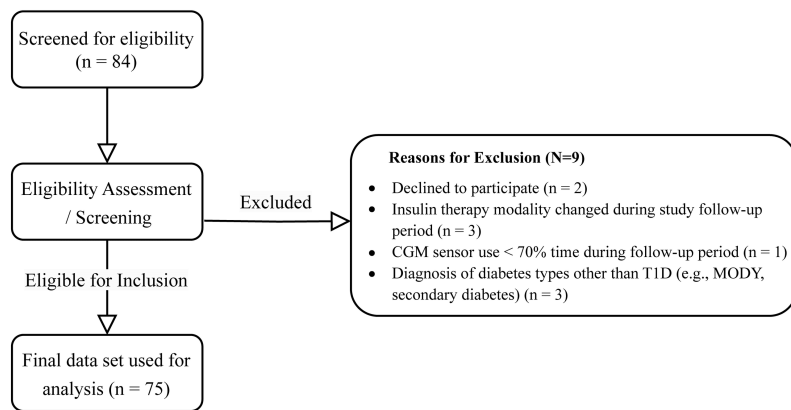 Screened for eligibility
(n = 84)
Eligibility Assessment
/ Screening
Excluded
Reasons for Exclusion (N=9)
• Declined to participate (n = 2)
• Insulin therapy modality changed during study follow-up
period (n = 3)
• CGM sensor use < 70% time during follow-up period (n = 1)
• Diagnosis of diabetes types other than T1D (e.g., MODY,
secondary diabetes) (n = 3)
Eligible for Inclusion
Final data set used for
analysis (n = 75)